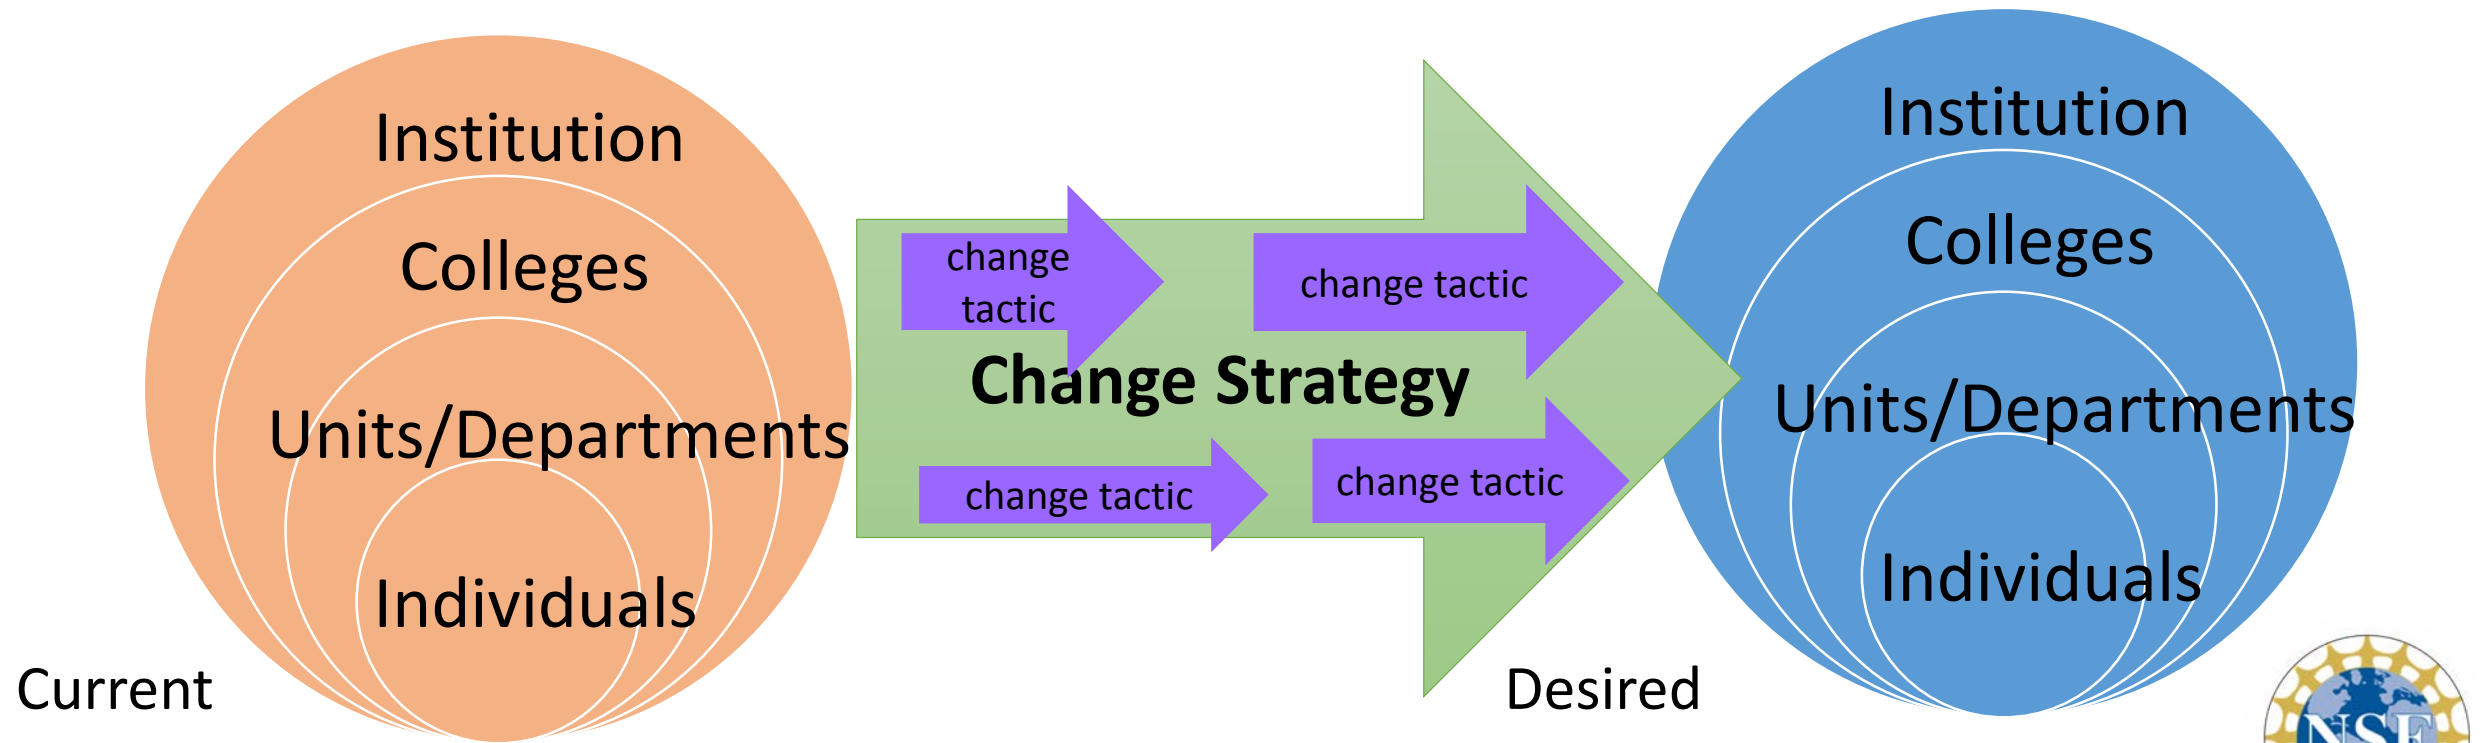 Institution
Colleges
Units/Departments
Individuals
Current
change
tactic
change tactic
Change Strategy
change tactic
change tactic
Institution
Colleges
Units/Departments
Individuals
Desired
NSF